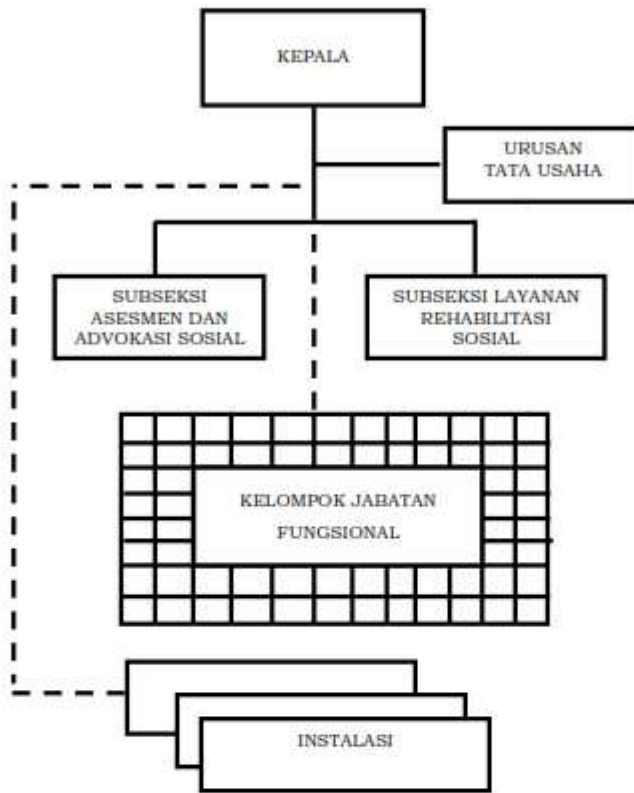 KEPALA
URUSAN
TATA USAHA
SUBSEKSI
ASESMEN DAN
ADVOKASI SOSIAL
SUBSEKSI LAYANAN
REHABILITASI
SOSIAL
KELOMPOK JABATAN
FUNGSIONAL
INSTALASI